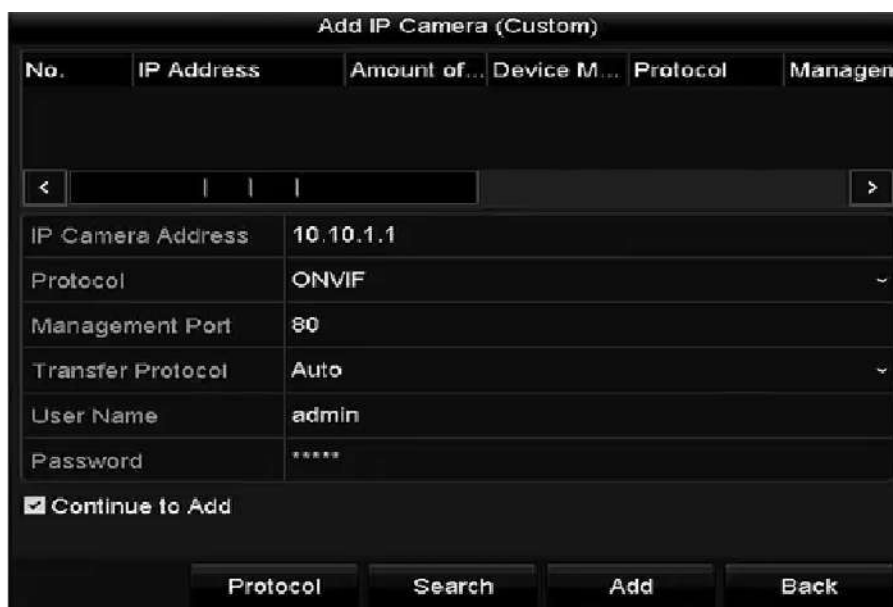 Add IP Camera (Custom)
No. IP Address Amount of... Device M... Protocol Managen
IP Camera Address 10.10.1.1
Protocol ONVIF
Management Port 80
Transfer Protocol Auto
User Name admin
Password *****
Continue to Add
Protocol Search Add Back